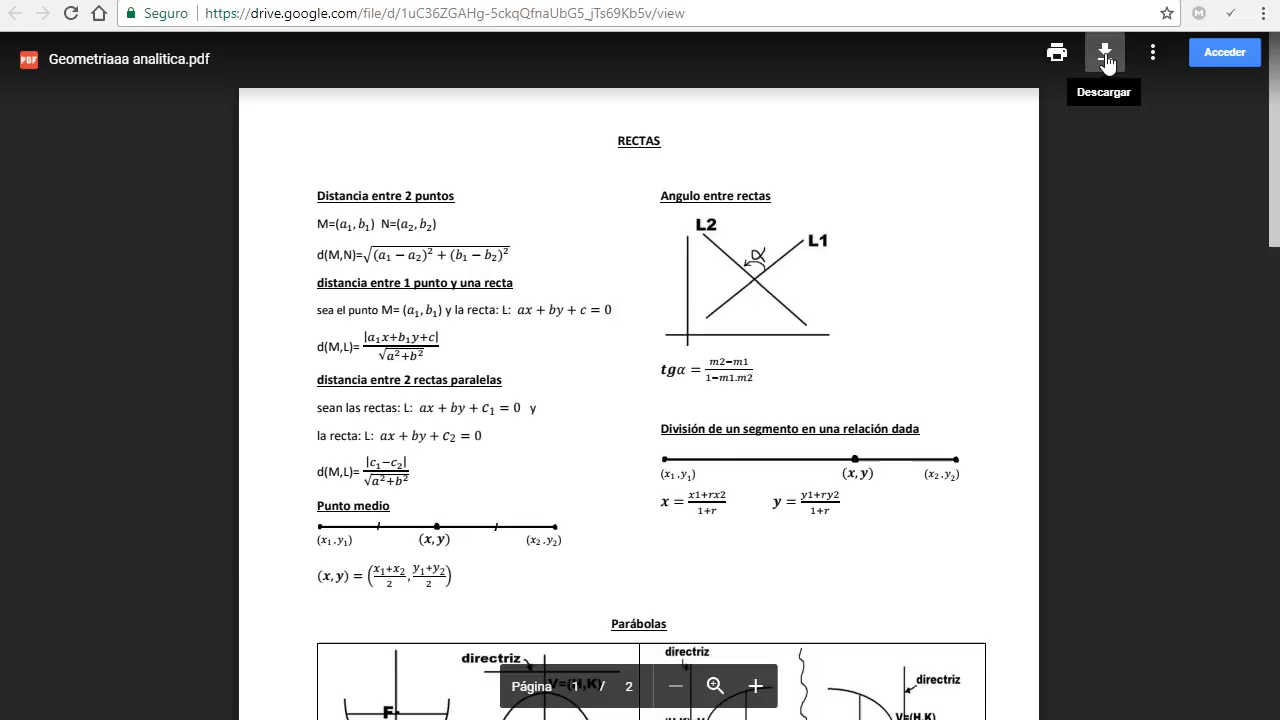 Seguro https://drive.google.com/file/d/1uC36ZGAHg-5ckqQfnaUbG5_jTs69Kb5v/view
PDF Geometriaaa analitica.pdf
Acceder
Descargar
RECTAS
Distancia entre 2 puntos
M=(a₁, b₁) N=(a₂, b₂)
d(M,N)=√((a₁ − a₂)² + (b₁ − b₂)²)
distancia entre 1 punto y una recta
sea el punto M= (a₁, b₁) y la recta: L: ax + by + c = 0
d(M,L)= |a₁x+b₁y+c| / √(a²+b²)
distancia entre 2 rectas paralelas
sean las rectas: L: ax + by + c₁ = 0 y
la recta: L: ax + by + c₂ = 0
d(M,L)= |c₁−c₂| / √(a²+b²)
Punto medio
(x₁, y₁) (x, y) (x₂, y₂)
(x, y) = ((x₁+x₂)/2, (y₁+y₂)/2)
Angulo entre rectas
L2
L1
α
tgα = (m2−m1)/(1−m1.m2)
División de un segmento en una relación dada
(x₁, y₁) (x, y) (x₂, y₂)
x = (x1+rx2)/(1+r) y = (y1+ry2)/(1+r)
Parábolas
directriz
V=(H,K)
F
directriz
directriz
V=(H,K)
Página 1 / 2